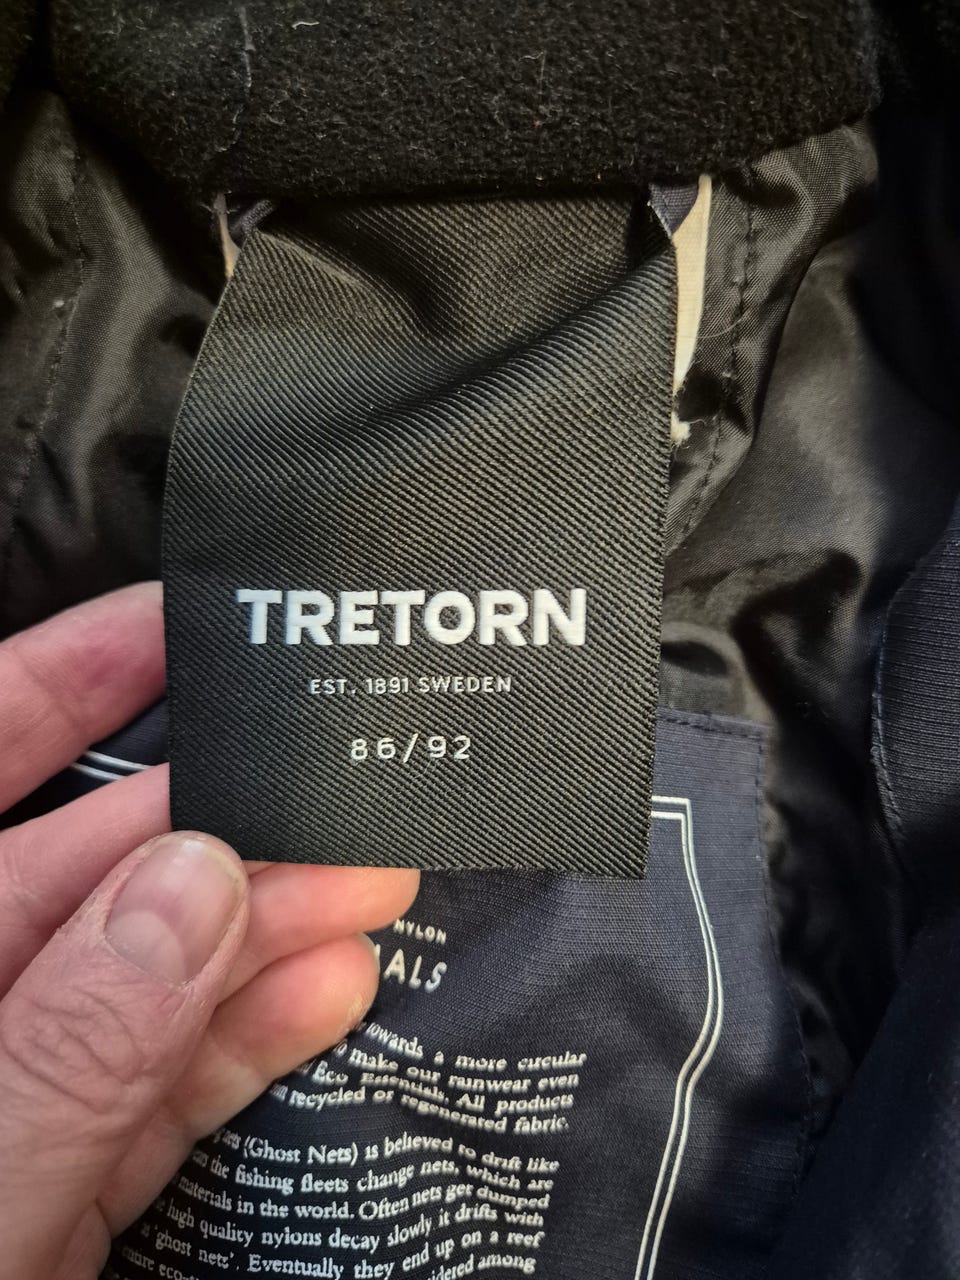 TRETORN
EST. 1891 SWEDEN
86/92
NYLON
towards a more circular
make our rainwear even
Eco Essentials. All products
recycled or regenerated fabric.
(Ghost Nets) is believed to drift like
the fishing fleets change nets, which are
materials in the world. Often nets get dumped
high quality nylons decay slowly it drifts with
'ghost nets'. Eventually they end up on a reef
among